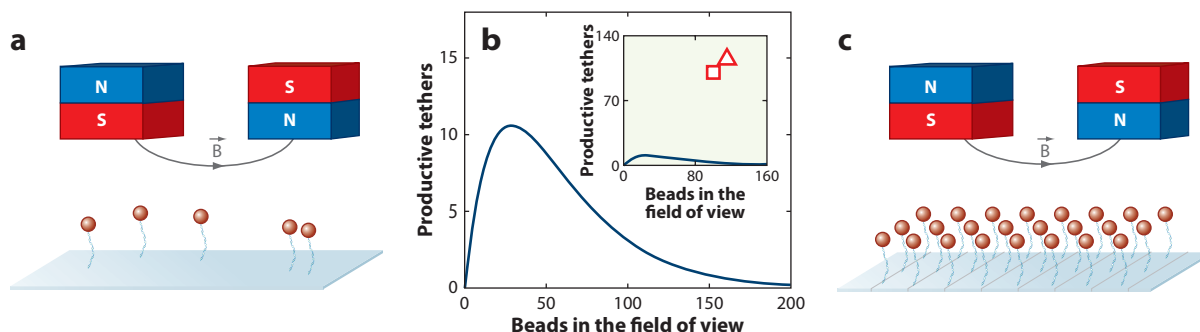 a
N
S
S
N
B
b
Productive tethers
15
10
5
0
0
50
100
150
200
Beads in the field of view
140
70
0
0
80
160
Productive tethers
Beads in the
field of view
c
N
S
S
N
B